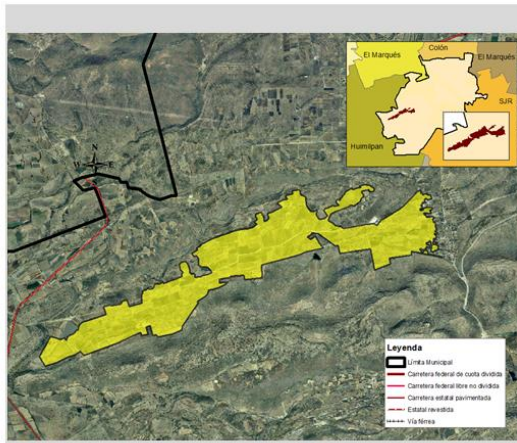 Colón
El Marqués
El Marqués
SJR
Huimilpan
N
W E
S
Leyenda
Límita Municipal
Carretera federal de cuota dividida
Carretera federal libre no dividida
Carretera estatal pavimentada
Estatal revestida
Vía férrea